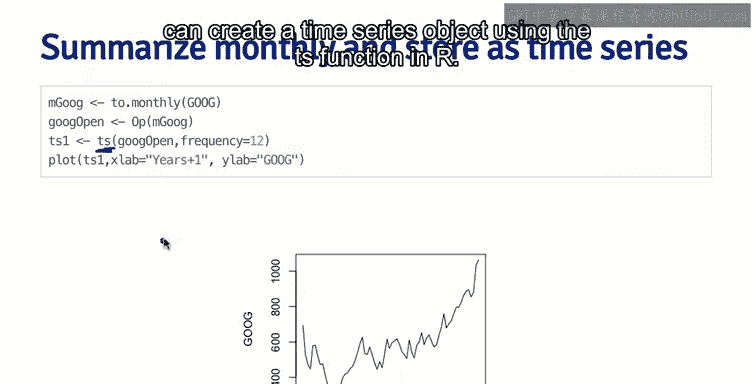 can create a time series object using the
ts function in R.
Summarize monthly and store as time series
mGoog <- to.monthly(GOOG)
googOpen <- Op(mGoog)
ts1 <- ts(googOpen,frequency=12)
plot(ts1,xlab="Years+1", ylab="GOOG")
GOOG
1000
800
600
400